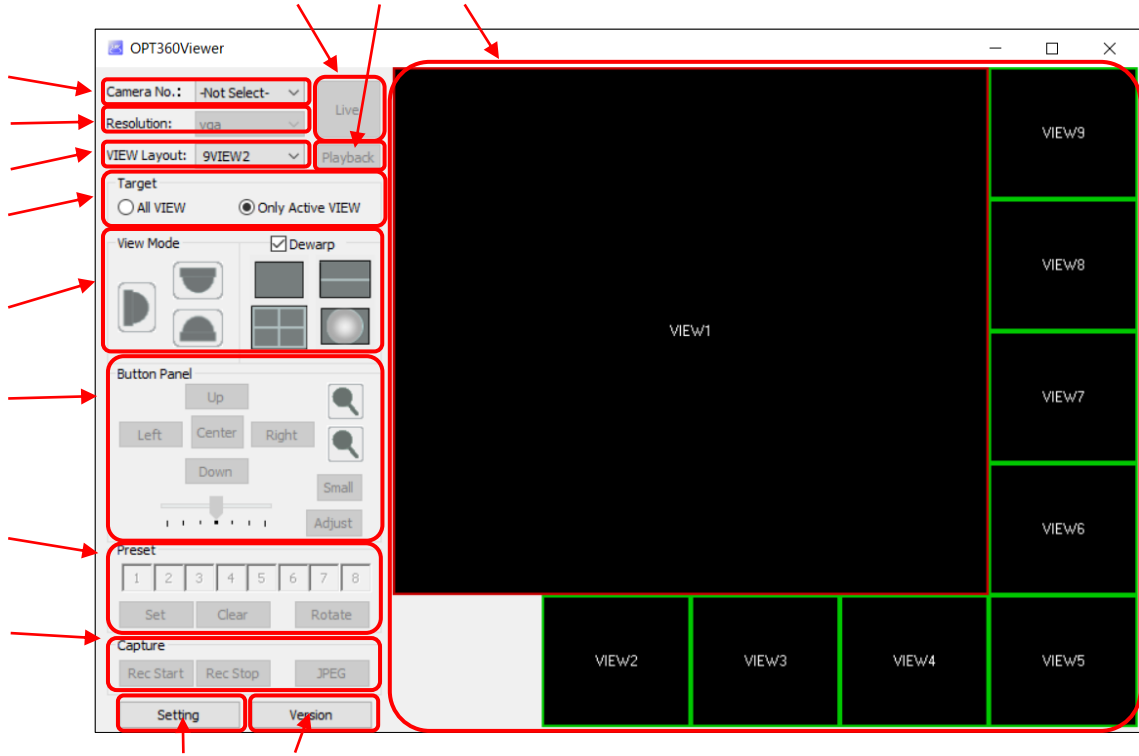 OPT360Viewer
Camera No.: -Not Select-
Live
Resolution: vga
VIEW Layout: 9VIEW2
Playback
Target
All VIEW Only Active VIEW
View Mode Dewarp
Button Panel
Up
Left Center Right
Down
Small
Adjust
Preset
1 2 3 4 5 6 7 8
Set Clear Rotate
Capture
Rec Start Rec Stop JPEG
Setting Version
VIEW1
VIEW9
VIEW8
VIEW7
VIEW6
VIEW2 VIEW3 VIEW4 VIEW5